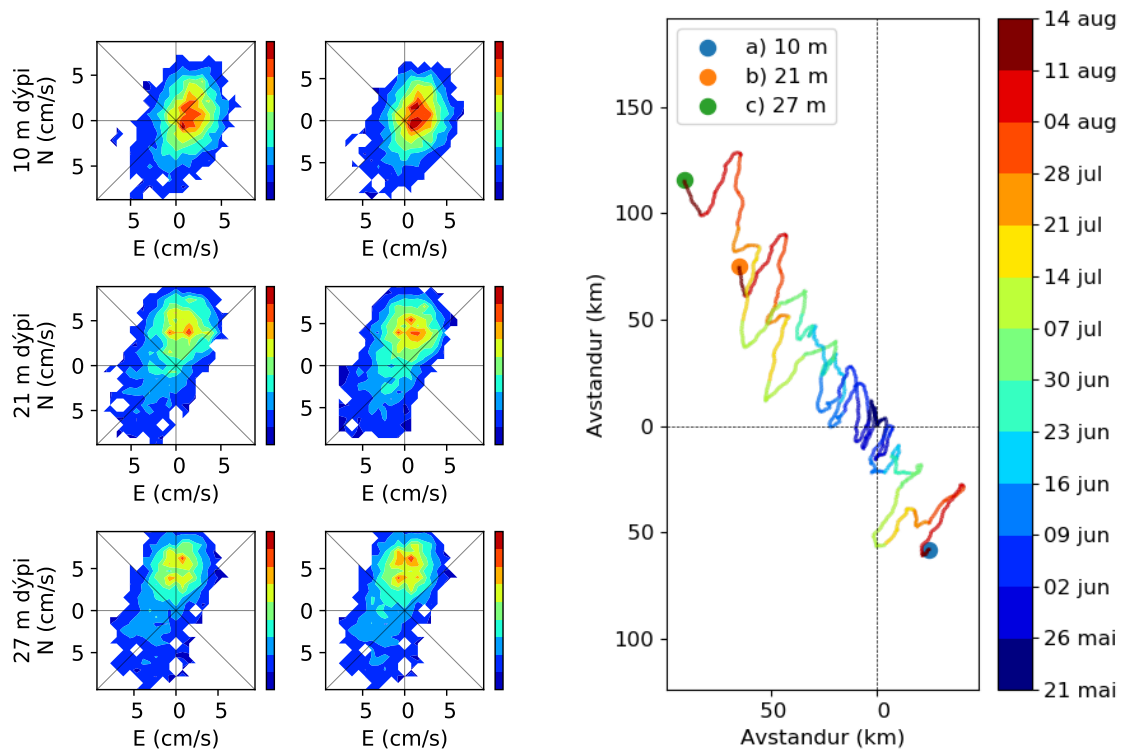 10 m dýpi
N (cm/s)
5
0
5
5 0 5
E (cm/s)
5
0
5
5 0 5
E (cm/s)
21 m dýpi
N (cm/s)
5
0
5
5 0 5
E (cm/s)
5
0
5
5 0 5
E (cm/s)
27 m dýpi
N (cm/s)
5
0
5
5 0 5
E (cm/s)
5
0
5
5 0 5
E (cm/s)
a) 10 m
b) 21 m
c) 27 m
Avstandur (km)
150
100
50
0
50
100
50 0
Avstandur (km)
14 aug
11 aug
04 aug
28 jul
21 jul
14 jul
07 jul
30 jun
23 jun
16 jun
09 jun
02 jun
26 mai
21 mai